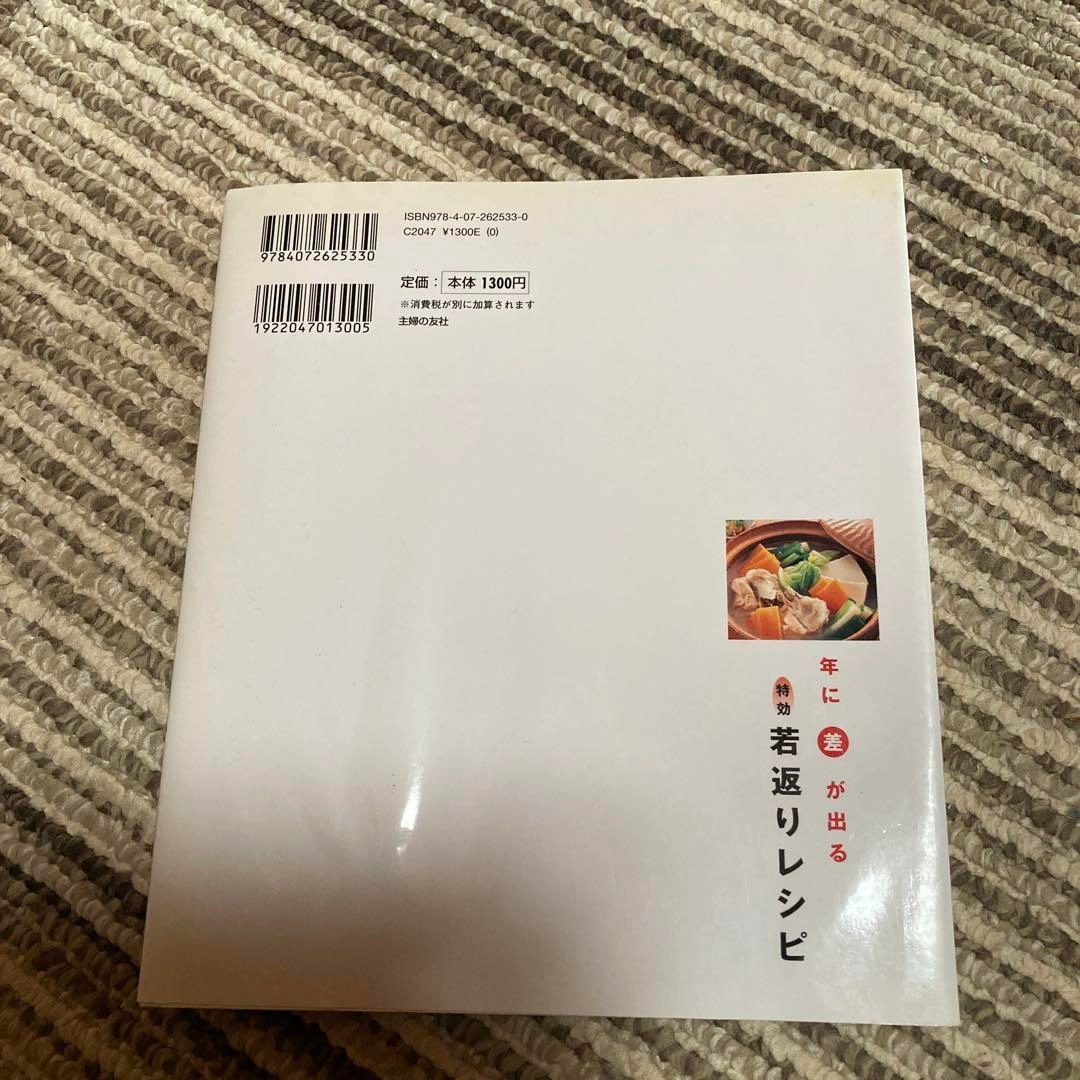 ISBN978-4-07-262533-0
C2047 ¥1300E (0)
9784072625330
定価：本体 1300円
※消費税が別に加算されます
1922047013005
主婦の友社
年に差が出る
特効
若返りレシピ